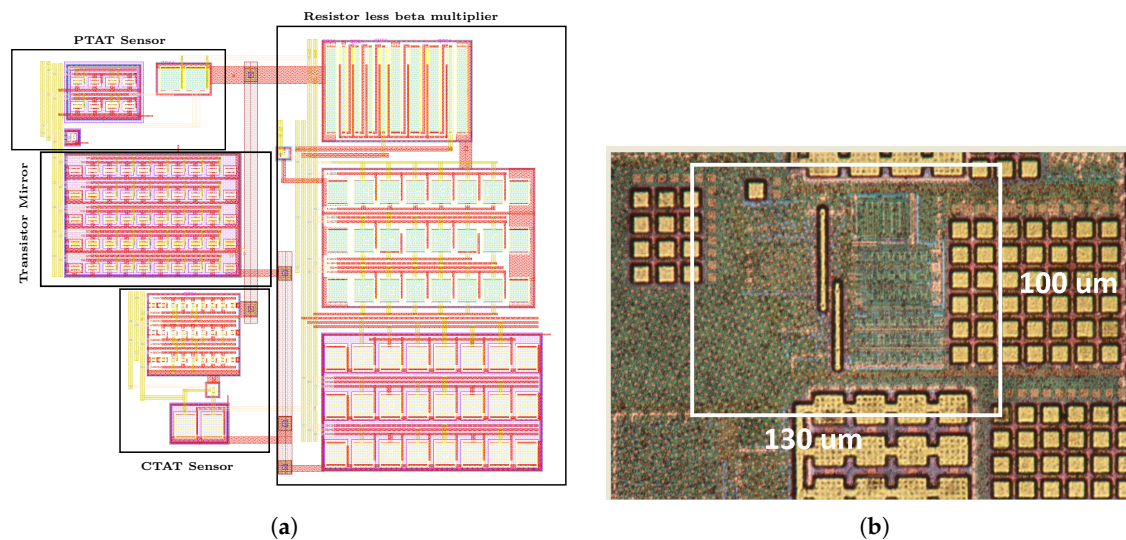 Resistor less beta multiplier
PTAT Sensor
Transistor Mirror
CTAT Sensor
100 um
130 um
(a)
(b)